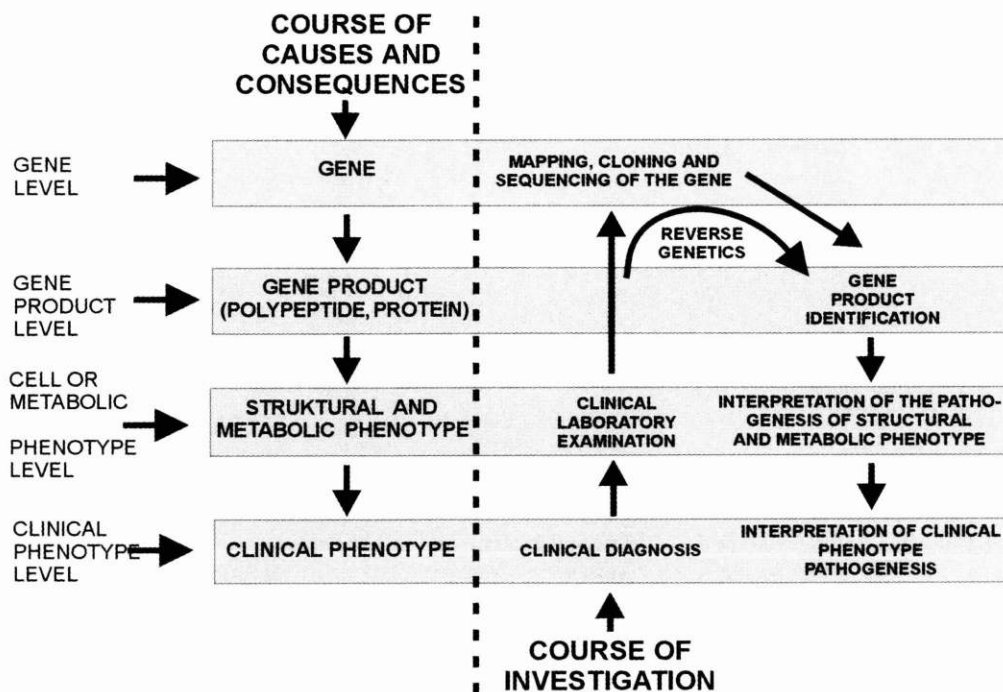 COURSE OF
CAUSES AND
CONSEQUENCES
GENE
LEVEL
GENE
MAPPING, CLONING AND
SEQUENCING OF THE GENE
REVERSE
GENETICS
GENE
PRODUCT
LEVEL
GENE PRODUCT
(POLYPEPTIDE, PROTEIN)
GENE
PRODUCT
IDENTIFICATION
CELL OR
METABOLIC
PHENOTYPE
LEVEL
STRUKTURAL AND
METABOLIC PHENOTYPE
CLINICAL
LABORATORY
EXAMINATION
INTERPRETATION OF THE PATHO-
GENESIS OF STRUCTURAL
AND METABOLIC PHENOTYPE
CLINICAL
PHENOTYPE
LEVEL
CLINICAL PHENOTYPE
CLINICAL DIAGNOSIS
INTERPRETATION OF CLINICAL
PHENOTYPE
PATHOGENESIS
COURSE OF
INVESTIGATION